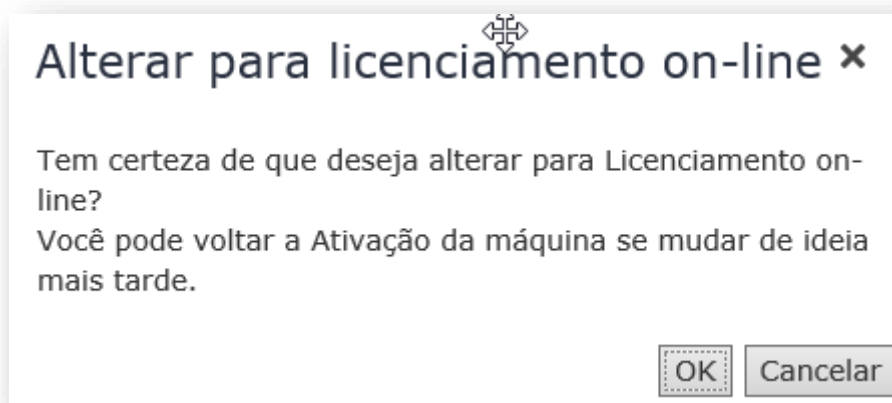 Alterar para licenciamento on-line ×
Tem certeza de que deseja alterar para Licenciamento on-
line?
Você pode voltar a Ativação da máquina se mudar de ideia
mais tarde.
OK Cancelar